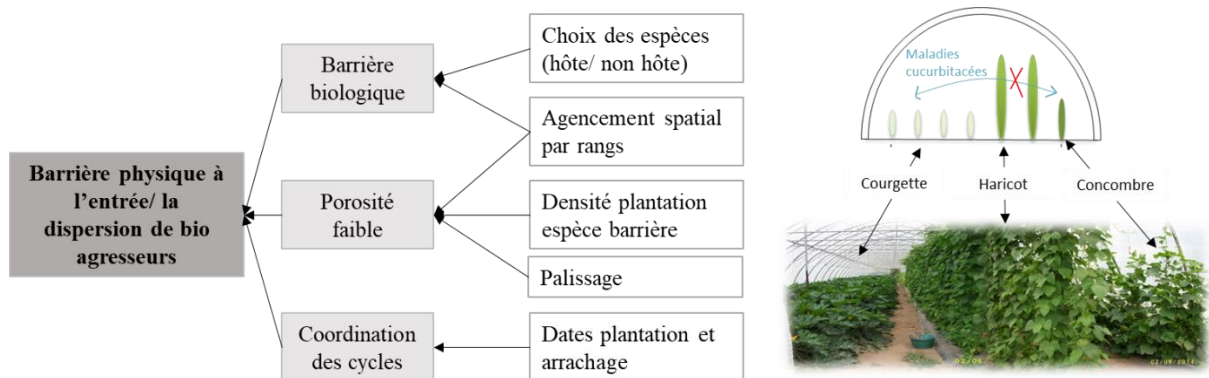 Barrière physique à
l’entrée/ la
dispersion de bio
agresseurs
Barrière
biologique
Porosité
faible
Coordination
des cycles
Choix des espèces
(hôte/ non hôte)
Agencement spatial
par rangs
Densité plantation
espèce barrière
Palissage
Dates plantation et
arrachage
Maladies
cucurbitacées
Courgette
Haricot
Concombre